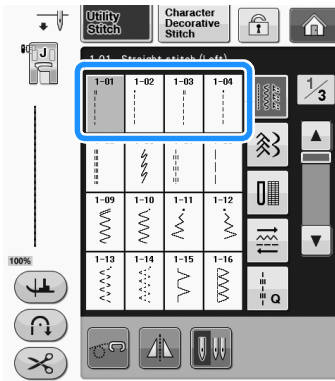 Utility
Stitch
Character
Decorative
Stitch
J
1-01 Straight stitch (Left)
1/3
1-01 1-02 1-03 1-04
1-09 1-10 1-11 1-12
1-13 1-14 1-15 1-16
100%
Q